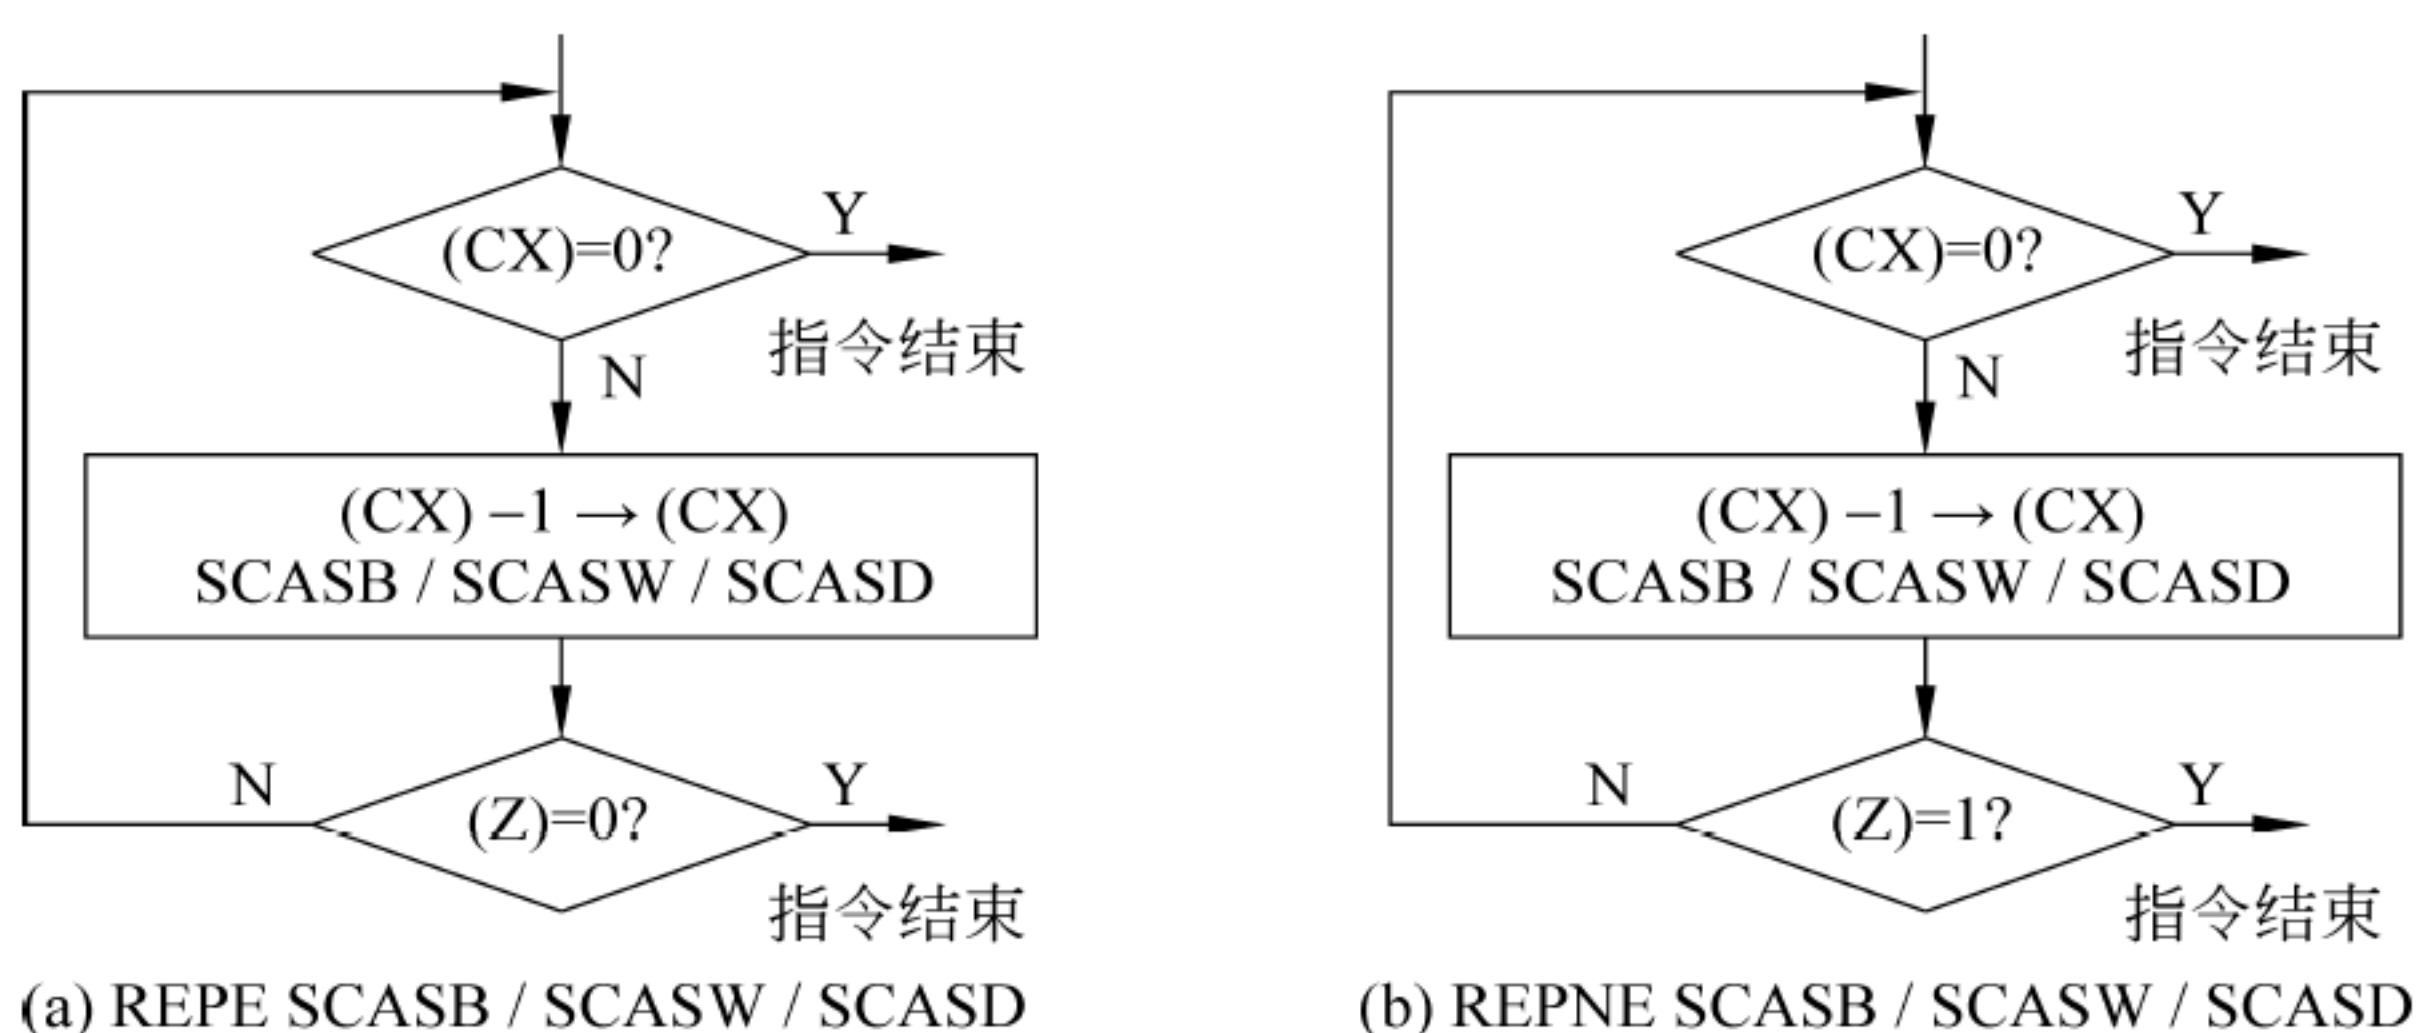 (CX)=0?
Y
指令结束
N
(CX) –1 → (CX)
SCASB / SCASW / SCASD
N
(Z)=0?
Y
指令结束
(a) REPE SCASB / SCASW / SCASD
(CX)=0?
Y
指令结束
N
(CX) –1 → (CX)
SCASB / SCASW / SCASD
N
(Z)=1?
Y
指令结束
(b) REPNE SCASB / SCASW / SCASD